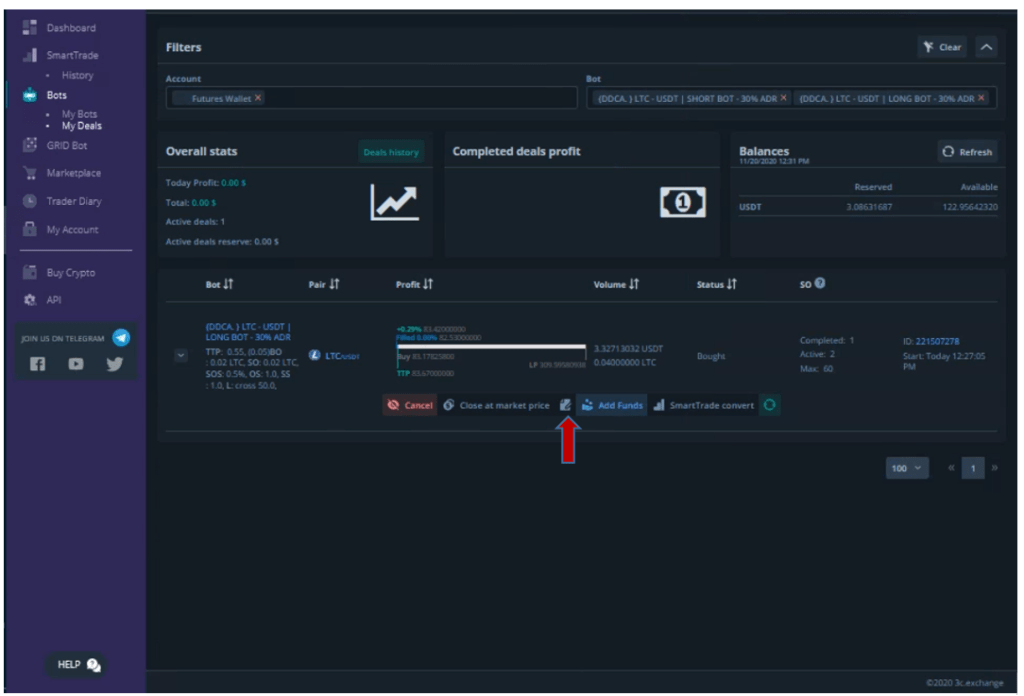 Dashboard
SmartTrade
History
Bots
My Bots
My Deals
GRID Bot
Marketplace
Trader Diary
My Account
Buy Crypto
API
JOIN US ON TELEGRAM
HELP
Filters
Clear
Account
Futures Wallet ×
Bot
(DDCA. ) LTC - USDT | SHORT BOT - 30% ADR × (DDCA. ) LTC - USDT | LONG BOT - 30% ADR ×
Overall stats
Deals history
Today Profit: 0.00 $
Total: 0.00 $
Active deals: 1
Active deals reserve: 0.00 $
Completed deals profit
Balances
11/20/2020 12:31 PM
Refresh
Reserved Available
USDT 3.08631687 122.95642320
Bot Pair Profit Volume Status SO
(DDCA. ) LTC - USDT |
LONG BOT - 30% ADR
TTP: 0.55, (0.05)BO
: 0.02 LTC, SO: 0.02 LTC,
SOS: 0.5%, OS: 1.0, SS
: 1.0, L: cross 50.0,
LTC/USDT
+0.29% 83.42000000
Filled 0.00% 82.53000000
Buy 83.17825800
TTP 83.67000000
LP
3.32713032 USDT
0.04000000 LTC
Bought
Completed: 1
Active: 2
Max: 60
ID: 221507278
Start: Today 12:27:05
PM
Cancel Close at market price Add Funds SmartTrade convert
100 « 1 »
©2020 3c.exchange